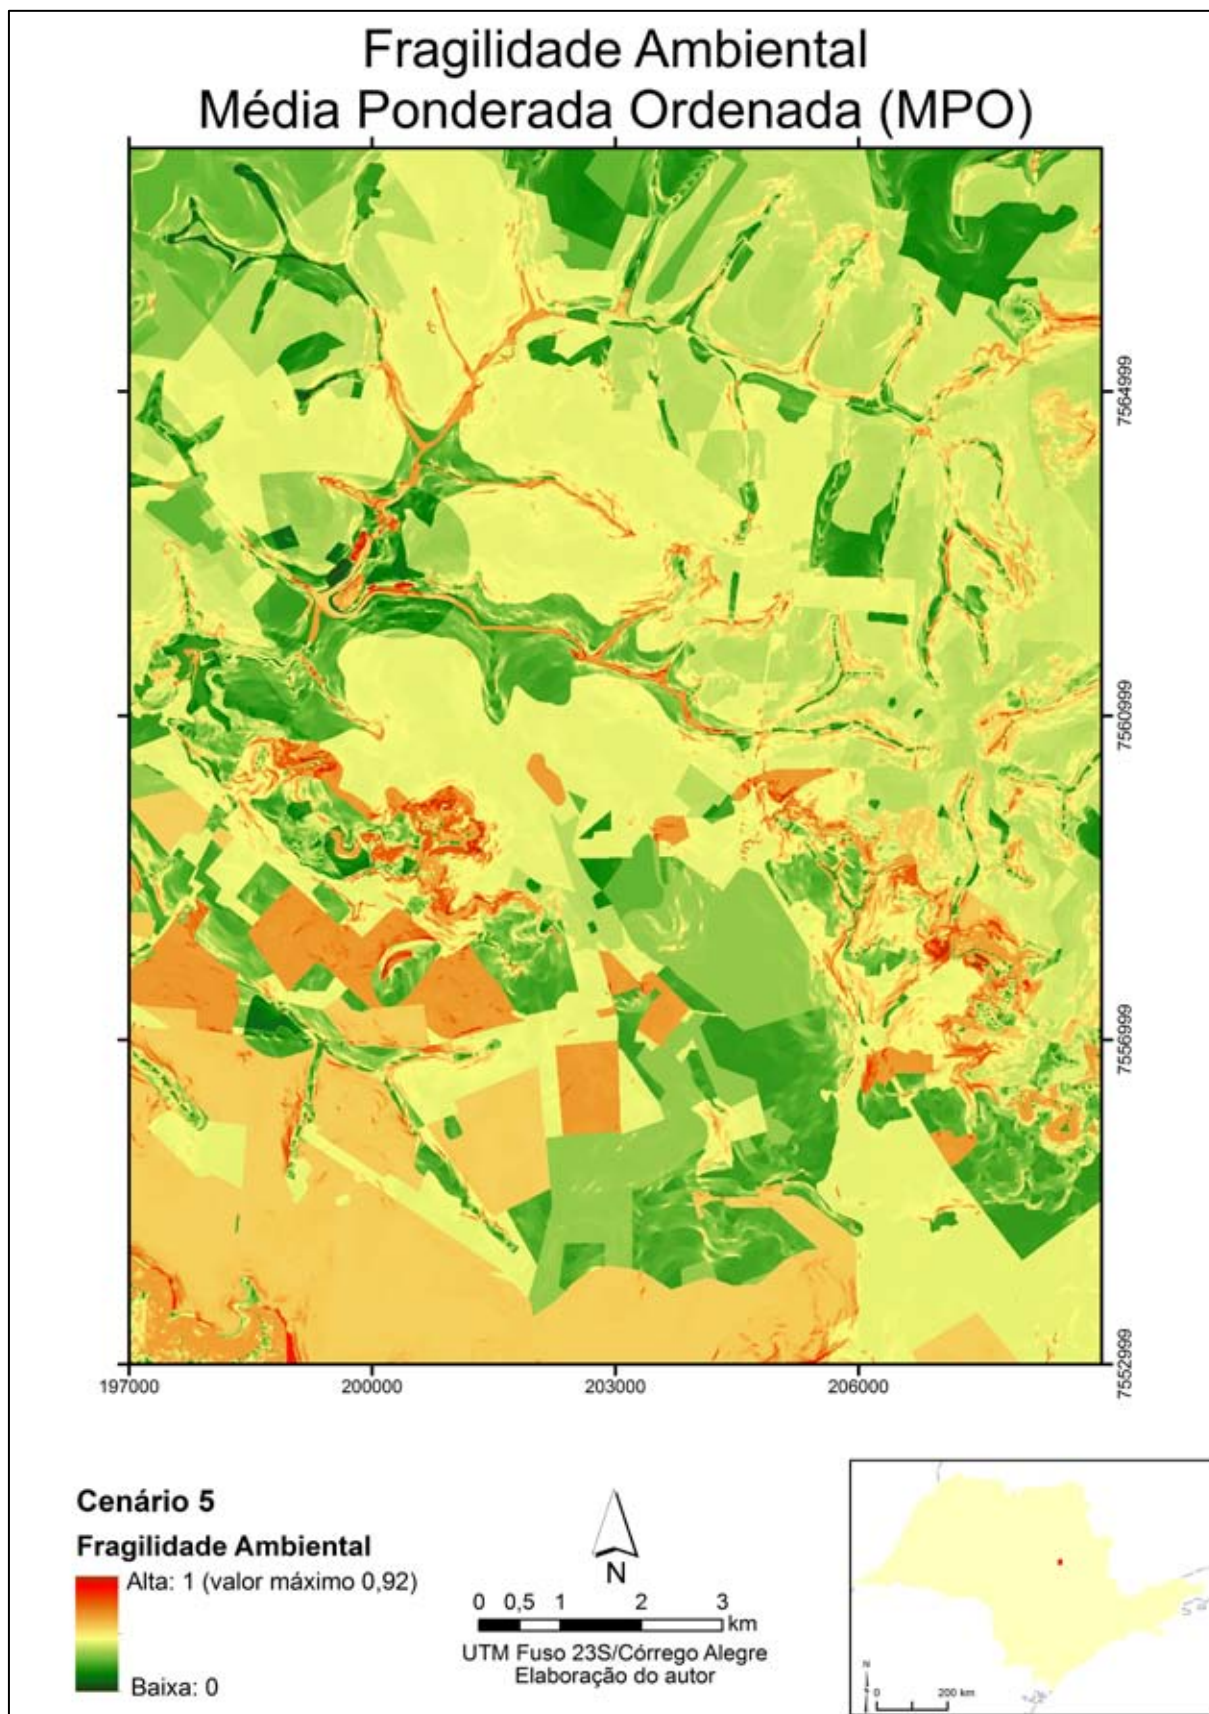 Fragilidade Ambiental
Média Ponderada Ordenada (MPO)
7564999
7560999
7556999
7552999
197000
200000
203000
206000
Cenário 5
Fragilidade Ambiental
Alta: 1 (valor máximo 0,92)
Baixa: 0
N
0 0,5 1 2 3
km
UTM Fuso 23S/Córrego Alegre
Elaboração do autor
N
0 200 km